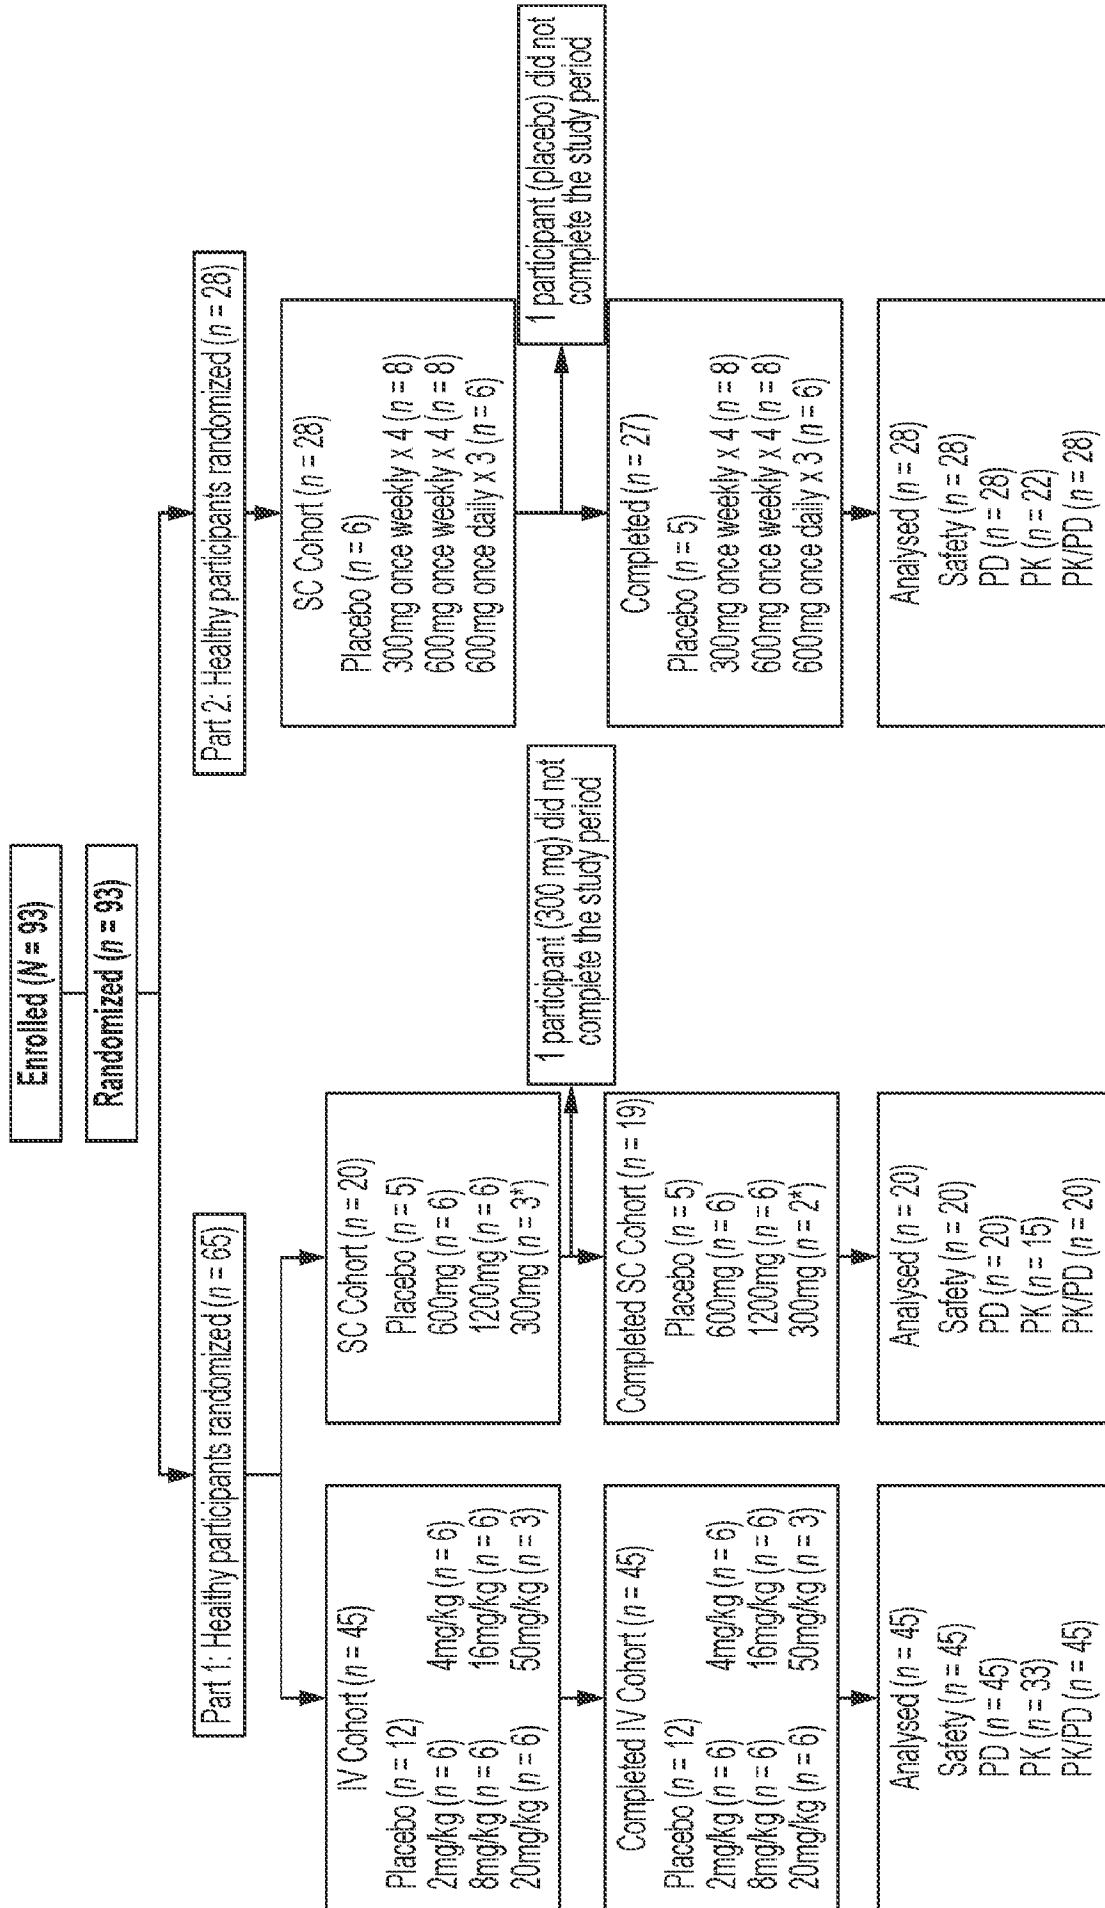 Enrolled (N = 93)
Randomized (n = 93)
Part 1: Healthy participants randomized (n = 65)
Part 2: Healthy participants randomized (n = 28)
IV Cohort (n = 45)
Placebo (n = 12)
2mg/kg (n = 6) 4mg/kg (n = 6)
8mg/kg (n = 6) 16mg/kg (n = 6)
20mg/kg (n = 6) 50mg/kg (n = 3)
SC Cohort (n = 20)
Placebo (n = 5)
600mg (n = 6)
1200mg (n = 6)
300mg (n = 3*)
SC Cohort (n = 28)
Placebo (n = 6)
300mg once weekly x 4 (n = 8)
600mg once weekly x 4 (n = 8)
600mg once daily x 3 (n = 6)
1 participant (300 mg) did not
complete the study period
1 participant (placebo) did not
complete the study period
Completed IV Cohort (n = 45)
Placebo (n = 12)
2mg/kg (n = 6) 4mg/kg (n = 6)
8mg/kg (n = 6) 16mg/kg (n = 6)
20mg/kg (n = 6) 50mg/kg (n = 3)
Completed SC Cohort (n = 19)
Placebo (n = 5)
600mg (n = 6)
1200mg (n = 6)
300mg (n = 2*)
Completed (n = 27)
Placebo (n = 5)
300mg once weekly x 4 (n = 8)
600mg once weekly x 4 (n = 8)
600mg once daily x 3 (n = 6)
Analysed (n = 45)
Safety (n = 45)
PD (n = 45)
PK (n = 33)
PK/PD (n = 45)
Analysed (n = 20)
Safety (n = 20)
PD (n = 20)
PK (n = 15)
PK/PD (n = 20)
Analysed (n = 28)
Safety (n = 28)
PD (n = 28)
PK (n = 22)
PK/PD (n = 28)